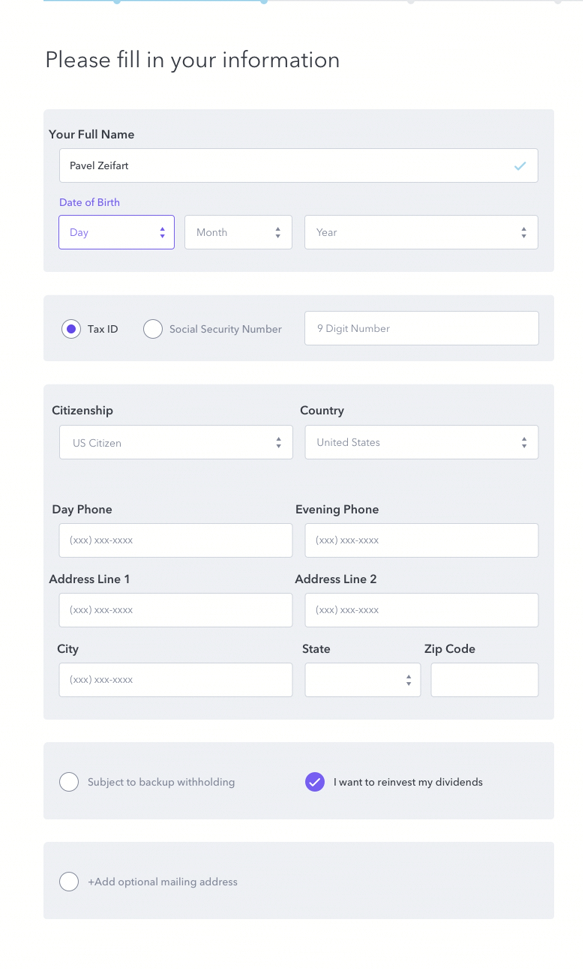 Please fill in your information
Your Full Name
Pavel Zeifart
Date of Birth
Day Month Year
Tax ID Social Security Number 9 Digit Number
Citizenship Country
US Citizen United States
Day Phone Evening Phone
(xxx) xxx-xxxx (xxx) xxx-xxxx
Address Line 1 Address Line 2
(xxx) xxx-xxxx (xxx) xxx-xxxx
City State Zip Code
(xxx) xxx-xxxx
Subject to backup withholding I want to reinvest my dividends
+Add optional mailing address